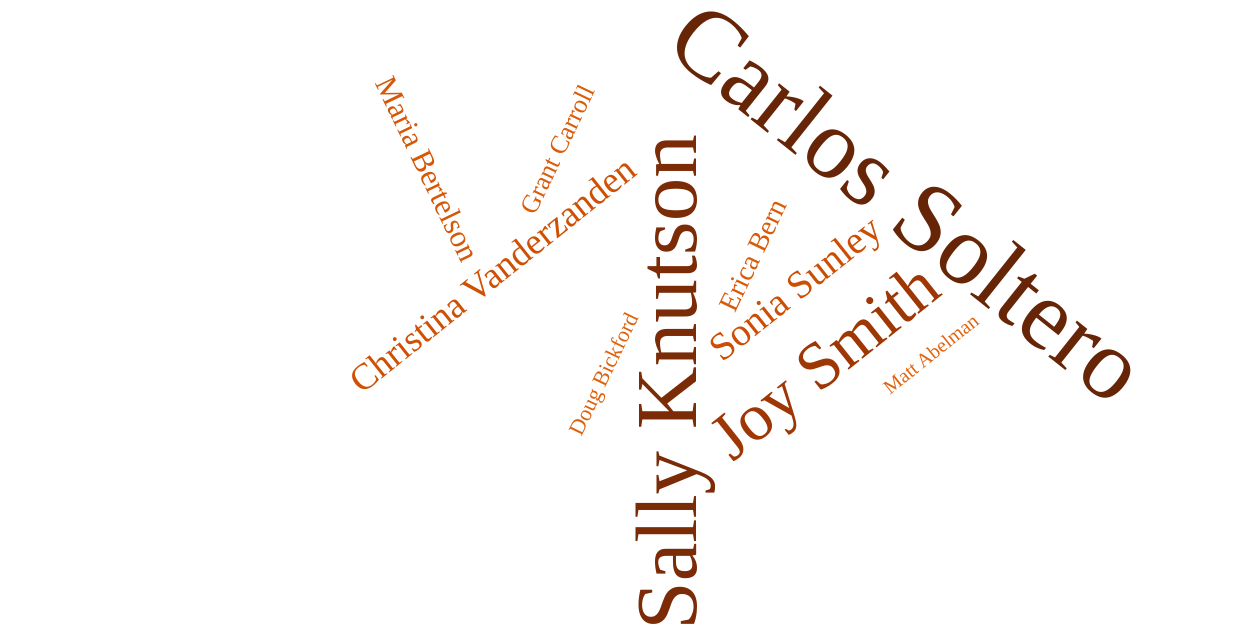 Carlos Soltero
Maria Bertelson
Grant Carroll
Sally Knutson
Christina Vanderzanden
Erica Bern
Sonia Sunley
Joy Smith
Doug Bickford
Matt Abelman